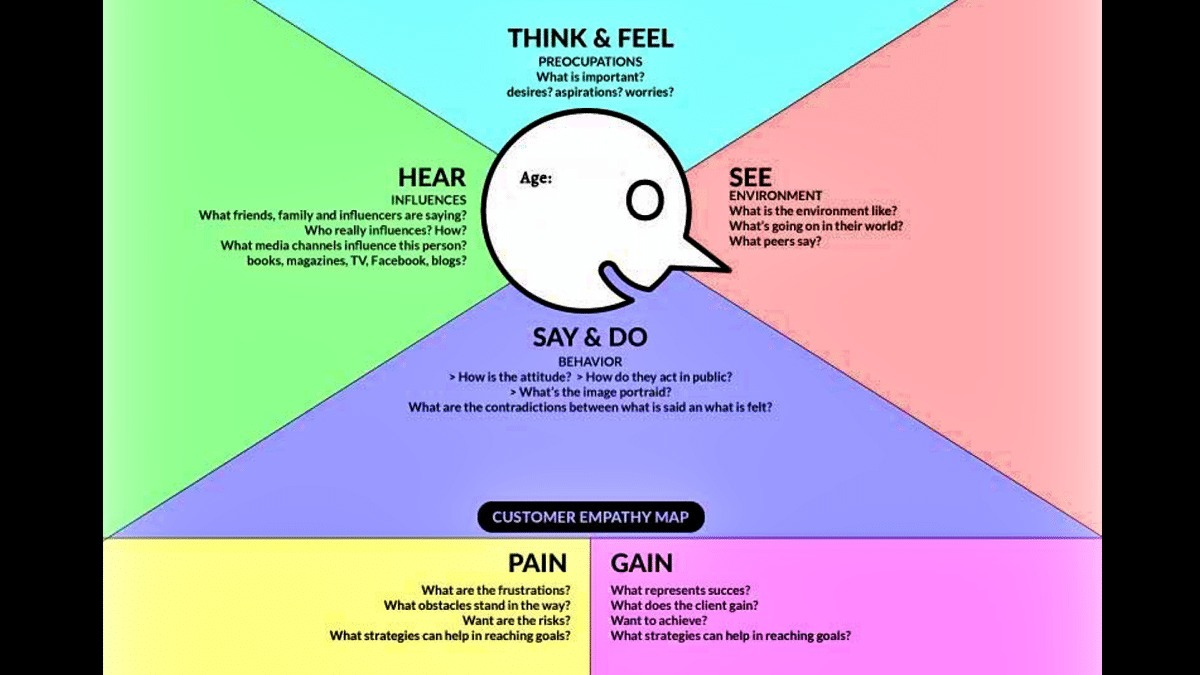 THINK & FEEL
PREOCUPATIONS
What is important?
desires? aspirations? worries?
HEAR
INFLUENCES
What friends, family and influencers are saying?
Who really influences? How?
What media channels influence this person?
books, magazines, TV, Facebook, blogs?
Age:
SEE
ENVIRONMENT
What is the environment like?
What's going on in their world?
What peers say?
SAY & DO
BEHAVIOR
> How is the attitude? > How do they act in public?
> What's the image portraid?
What are the contradictions between what is said an what is felt?
CUSTOMER EMPATHY MAP
PAIN
What are the frustrations?
What obstacles stand in the way?
Want are the risks?
What strategies can help in reaching goals?
GAIN
What represents succes?
What does the client gain?
Want to achieve?
What strategies can help in reaching goals?